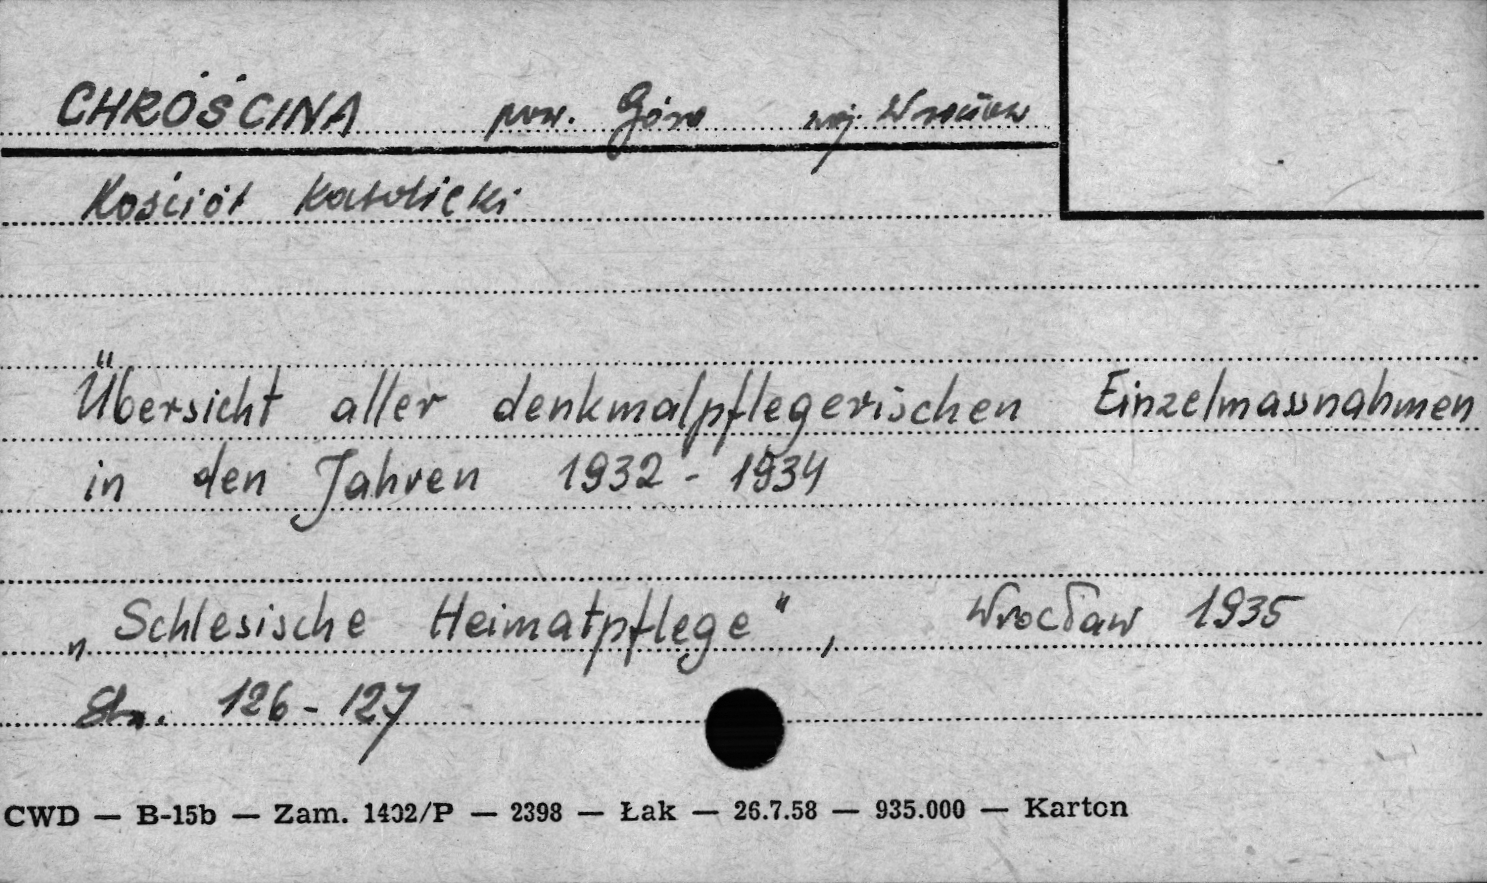 CHRÓŚCINA pow. Góra woj. Wrocław
Kościół Katolicki
Übersicht aller denkmalpflegerischen Einzelmassnahmen
in den Jahren 1932 - 1934
„Schlesische Heimatpflege", Wrocław 1935
Str. 126 - 127
CWD — B-15b — Zam. 1402/P — 2398 — Łak — 26.7.58 — 935.000 — Karton